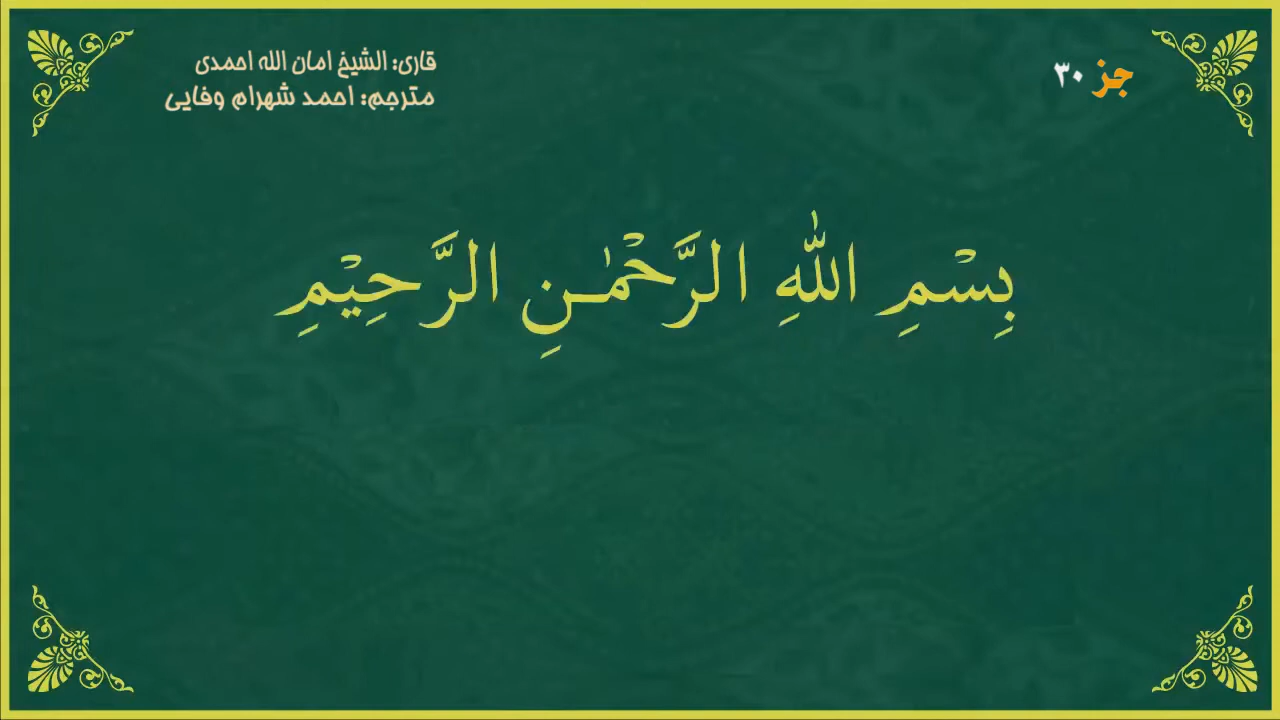 جز ۳۰
قاری: الشیخ امان الله احمدی
مترجم: احمد شهرام وفایی
بِسْمِ اللّٰهِ الرَّحْمٰنِ الرَّحِيْمِ